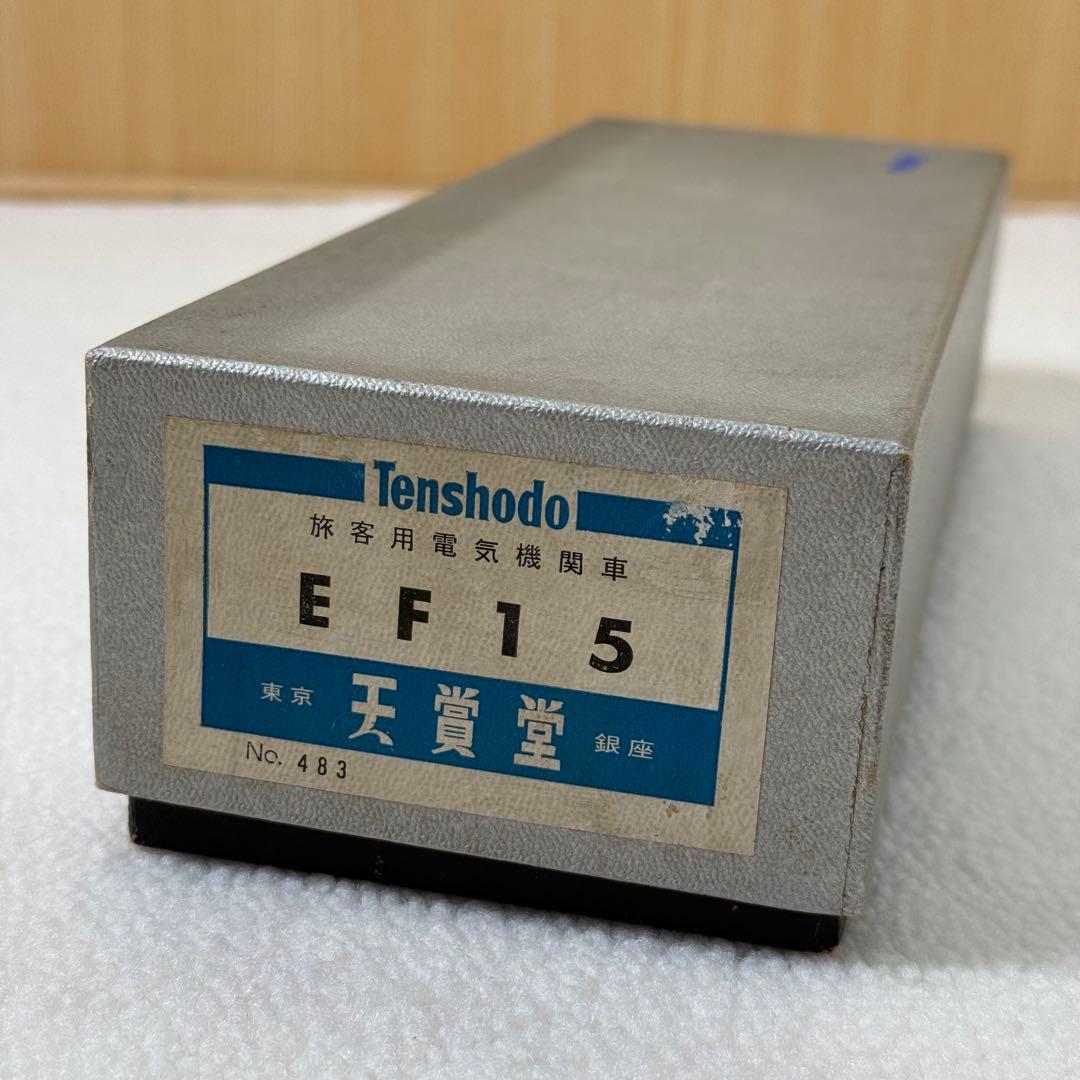 Tenshodo
旅客用電気機関車
EF15
東京 天賞堂 銀座
No. 483